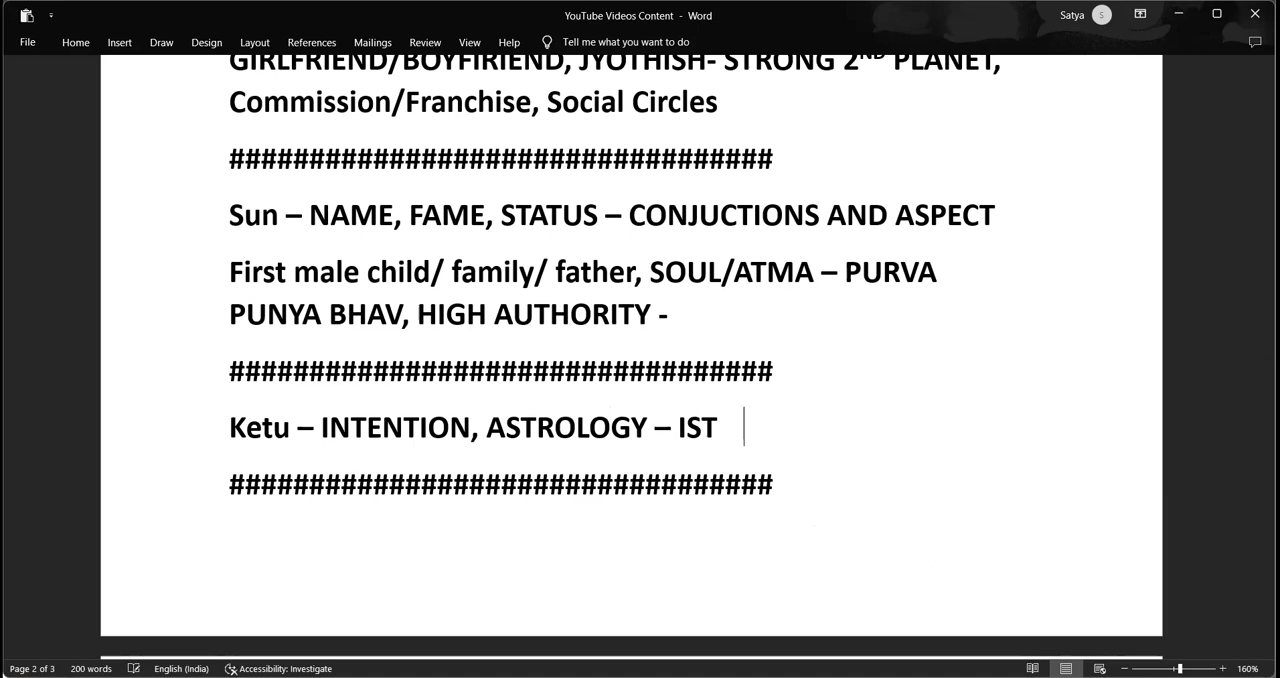 YouTube Videos Content - Word
Satya S
File Home Insert Draw Design Layout References Mailings Review View Help Tell me what you want to do
GIRLFRIEND/BOYFIRIEND, JYOTHISH- STRONG 2ND PLANET,
Commission/Franchise, Social Circles
##################################
Sun – NAME, FAME, STATUS – CONJUCTIONS AND ASPECT
First male child/ family/ father, SOUL/ATMA – PURVA
PUNYA BHAV, HIGH AUTHORITY -
##################################
Ketu – INTENTION, ASTROLOGY – IST
##################################
Page 2 of 3 200 words English (India) Accessibility: Investigate 160%